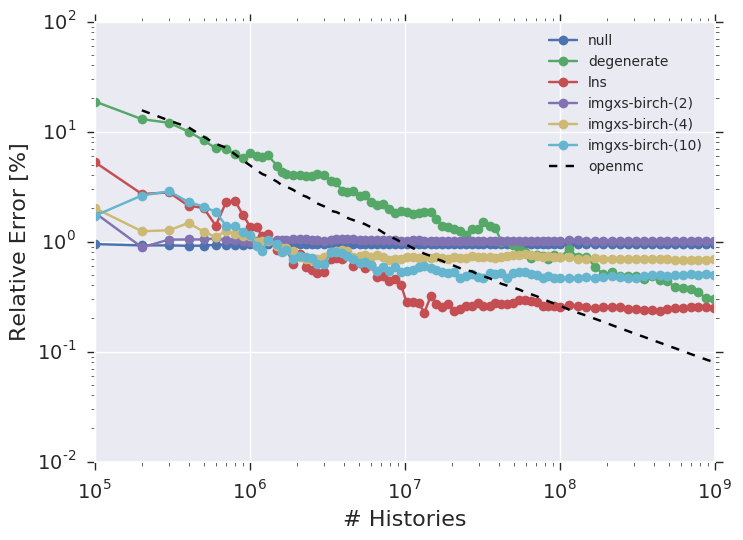 10^2
10^1
10^0
10^-1
10^-2
Relative Error [%]
null
degenerate
lns
imgxs-birch-(2)
imgxs-birch-(4)
imgxs-birch-(10)
openmc
10^5 10^6 10^7 10^8 10^9
# Histories